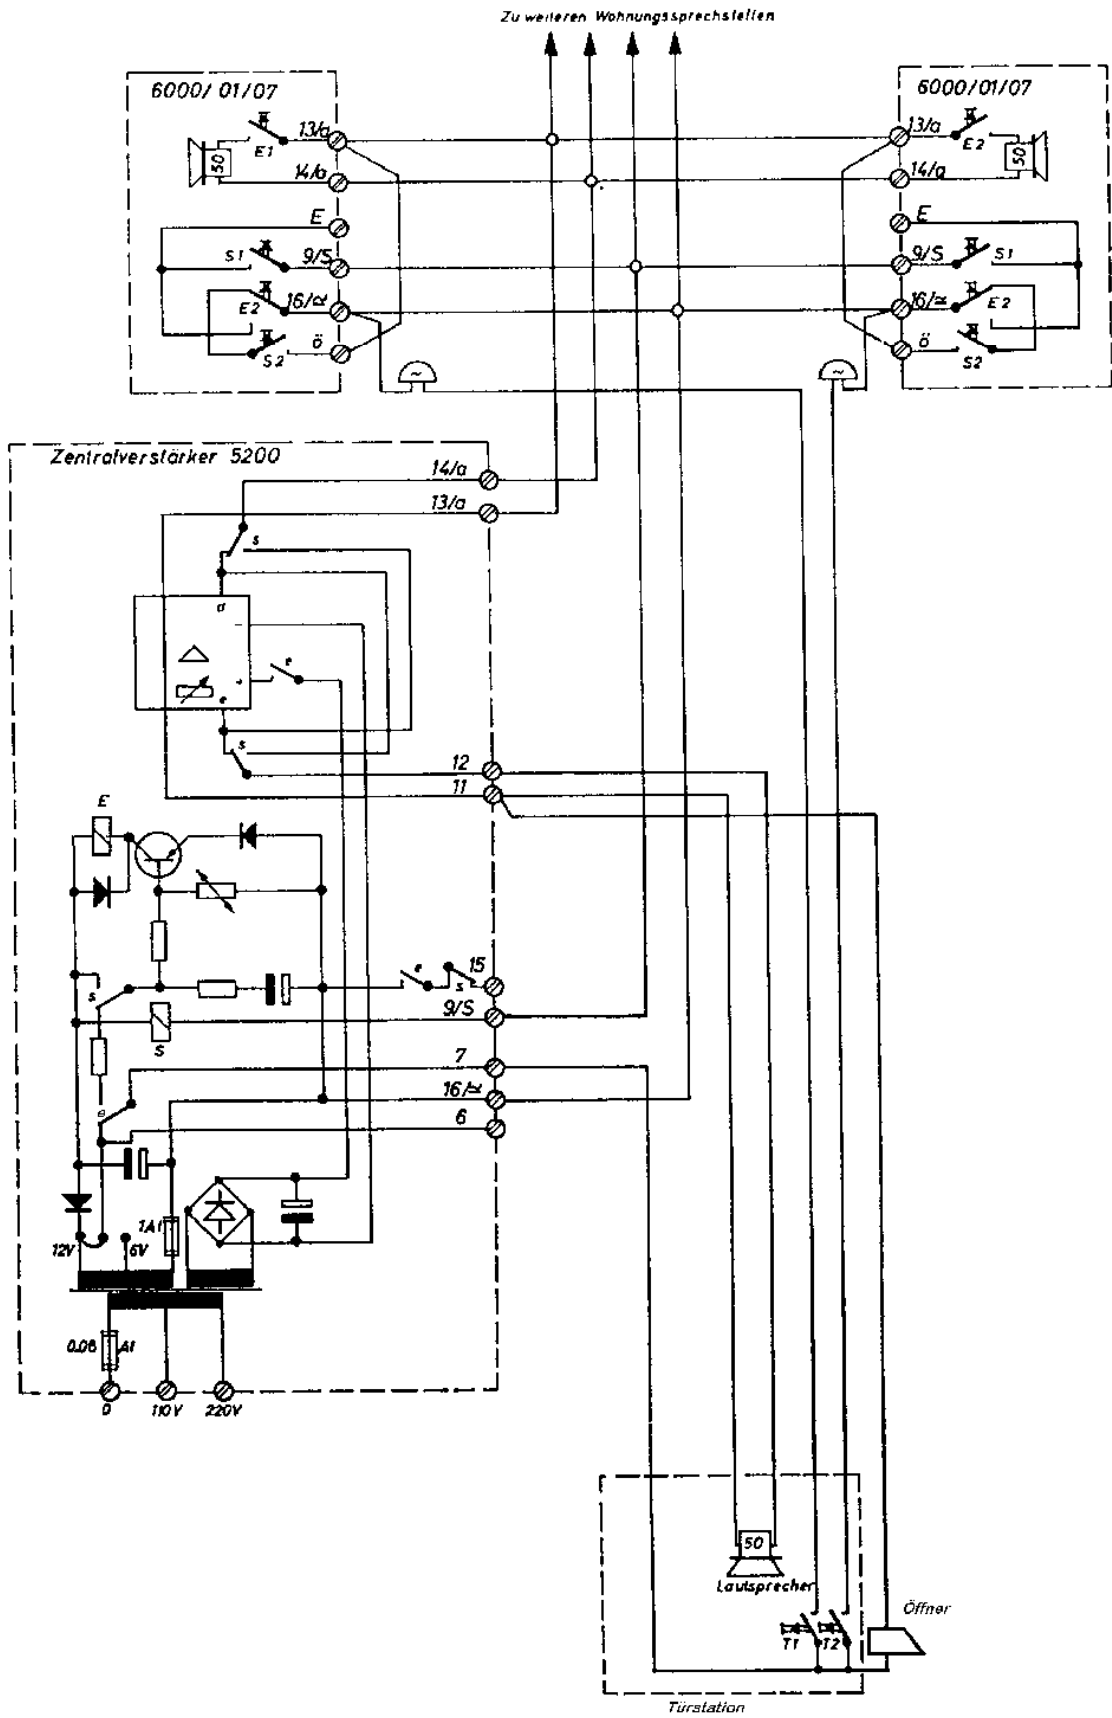 Zu weiteren Wohnungssprechstellen
6000/01/07
6000/01/07
13/a
E1
50
14/a
E
S1
9/S
16/≃
E2
S2
ö
13/a
E2
50
14/a
E
9/S
S1
16/≃
E2
ö
S2
~
~
Zentralverstärker 5200
14/a
13/a
s
a
-
+
e
e
s
12
11
E
15
e
s
s
9/S
S
7
16/≃
e
6
1At
12V
6V
0.08
At
0
110V
220V
50
Lautsprecher
T1
T2
Öffner
Türstation